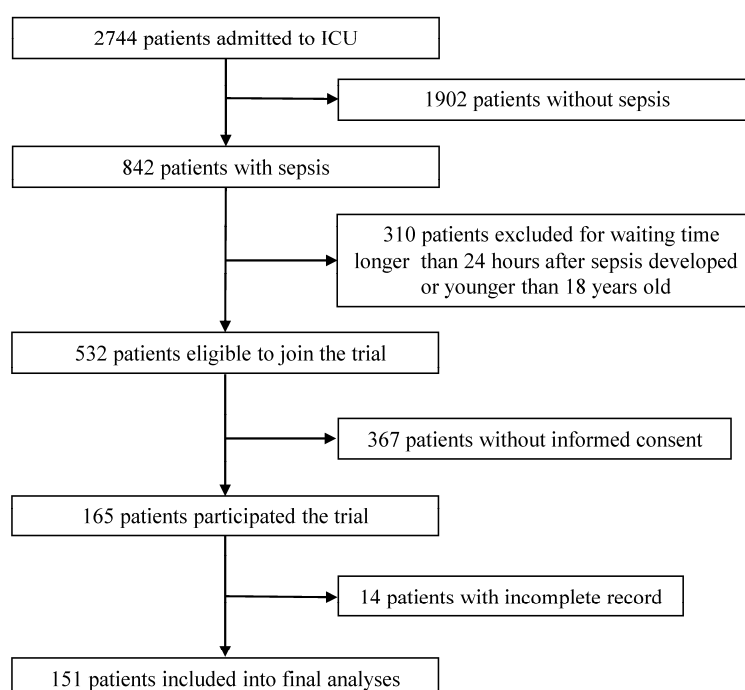 2744 patients admitted to ICU
1902 patients without sepsis
842 patients with sepsis
310 patients excluded for waiting time
longer than 24 hours after sepsis developed
or younger than 18 years old
532 patients eligible to join the trial
367 patients without informed consent
165 patients participated the trial
14 patients with incomplete record
151 patients included into final analyses